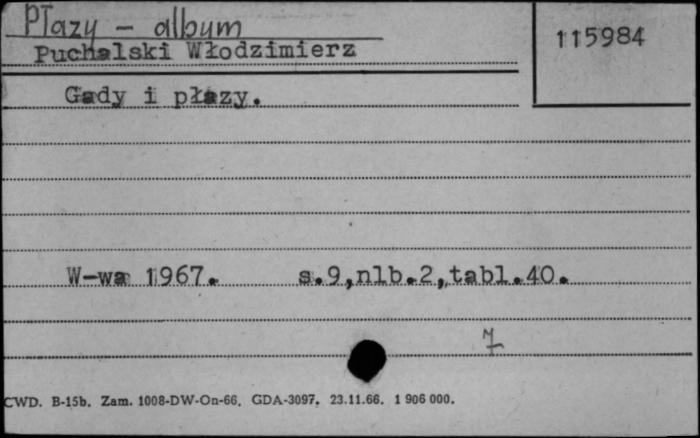 Płazy - album
115984
Puchalski Włodzimierz
Gady i płazy.
W-wa 1967. s.9,nlb.2,tabl.40.
CWD. B-15b. Zam. 1008-DW-On-66. GDA-3097. 23.11.66. 1 906 000.